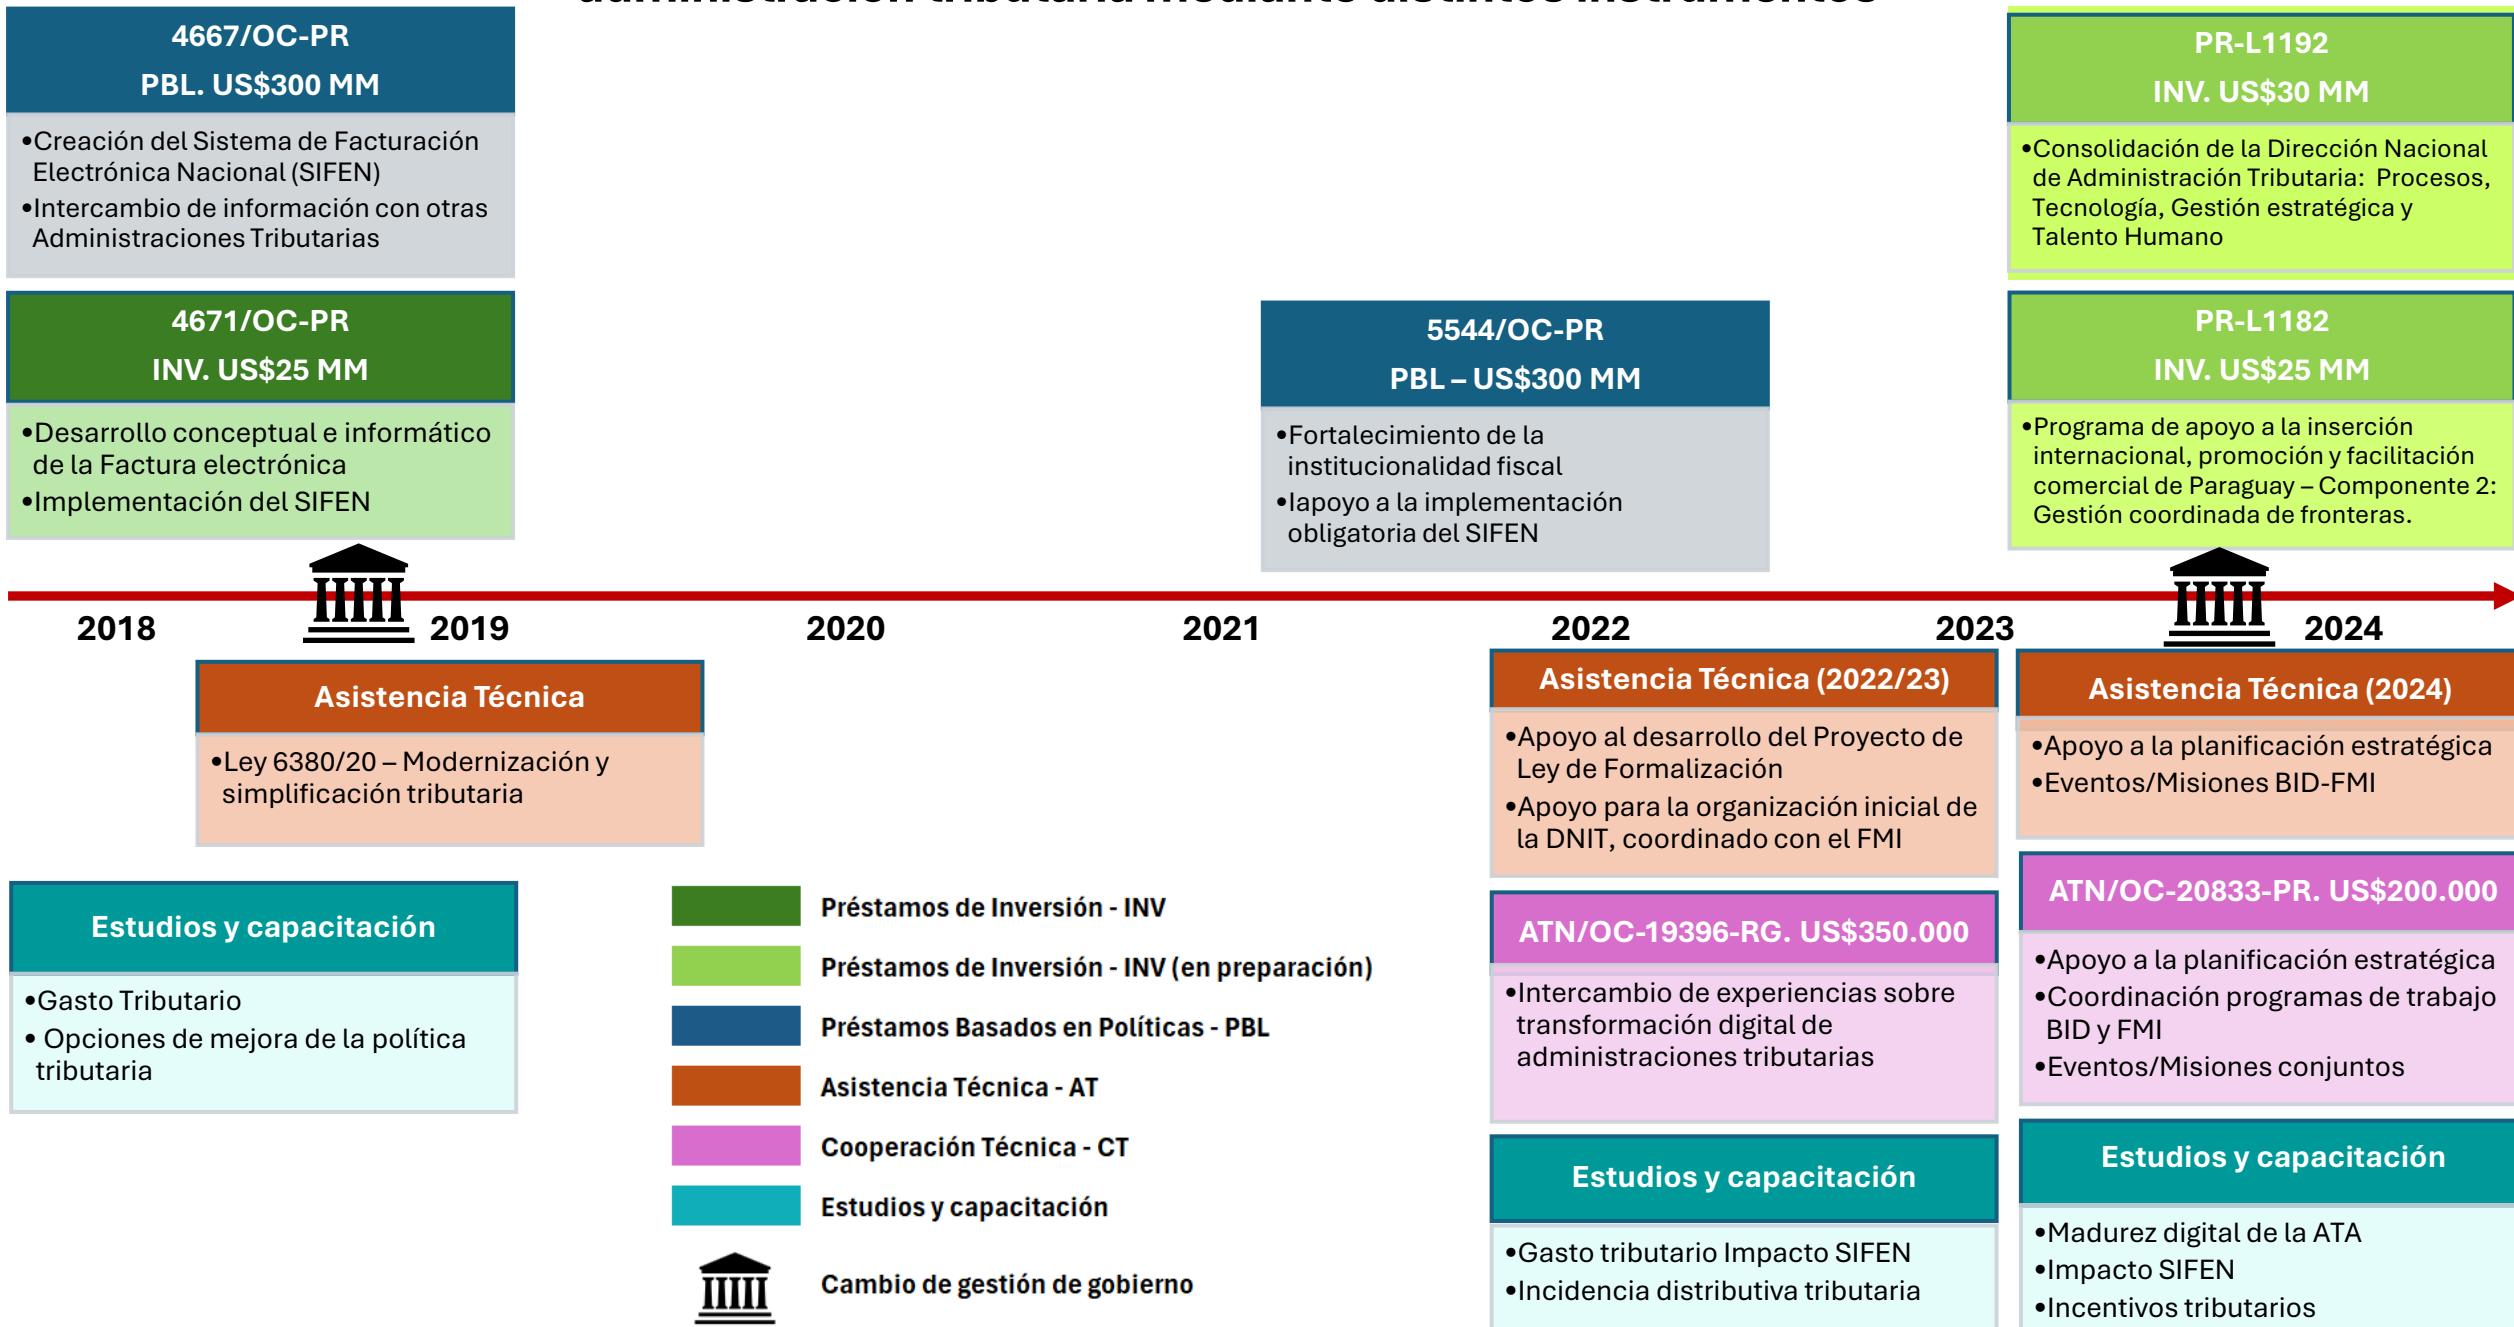 administración tributaria mediante distintos instrumentos
4667/OC-PR
PBL. US$300 MM
•Creación del Sistema de Facturación
Electrónica Nacional (SIFEN)
•Intercambio de información con otras
Administraciones Tributarias
4671/OC-PR
INV. US$25 MM
•Desarrollo conceptual e informático
de la Factura electrónica
•Implementación del SIFEN
5544/OC-PR
PBL – US$300 MM
•Fortalecimiento de la
institucionalidad fiscal
•Iapoyo a la implementación
obligatoria del SIFEN
PR-L1192
INV. US$30 MM
•Consolidación de la Dirección Nacional
de Administración Tributaria: Procesos,
Tecnología, Gestión estratégica y
Talento Humano
PR-L1182
INV. US$25 MM
•Programa de apoyo a la inserción
internacional, promoción y facilitación
comercial de Paraguay – Componente 2:
Gestión coordinada de fronteras.
2018
2019
2020
2021
2022
2023
2024
Asistencia Técnica
•Ley 6380/20 – Modernización y
simplificación tributaria
Estudios y capacitación
•Gasto Tributario
• Opciones de mejora de la política
tributaria
Préstamos de Inversión - INV
Préstamos de Inversión - INV (en preparación)
Préstamos Basados en Políticas - PBL
Asistencia Técnica - AT
Cooperación Técnica - CT
Estudios y capacitación
Cambio de gestión de gobierno
Asistencia Técnica (2022/23)
•Apoyo al desarrollo del Proyecto de
Ley de Formalización
•Apoyo para la organización inicial de
la DNIT, coordinado con el FMI
ATN/OC-19396-RG. US$350.000
•Intercambio de experiencias sobre
transformación digital de
administraciones tributarias
Estudios y capacitación
•Gasto tributario Impacto SIFEN
•Incidencia distributiva tributaria
Asistencia Técnica (2024)
•Apoyo a la planificación estratégica
•Eventos/Misiones BID-FMI
ATN/OC-20833-PR. US$200.000
•Apoyo a la planificación estratégica
•Coordinación programas de trabajo
BID y FMI
•Eventos/Misiones conjuntos
Estudios y capacitación
•Madurez digital de la ATA
•Impacto SIFEN
•Incentivos tributarios